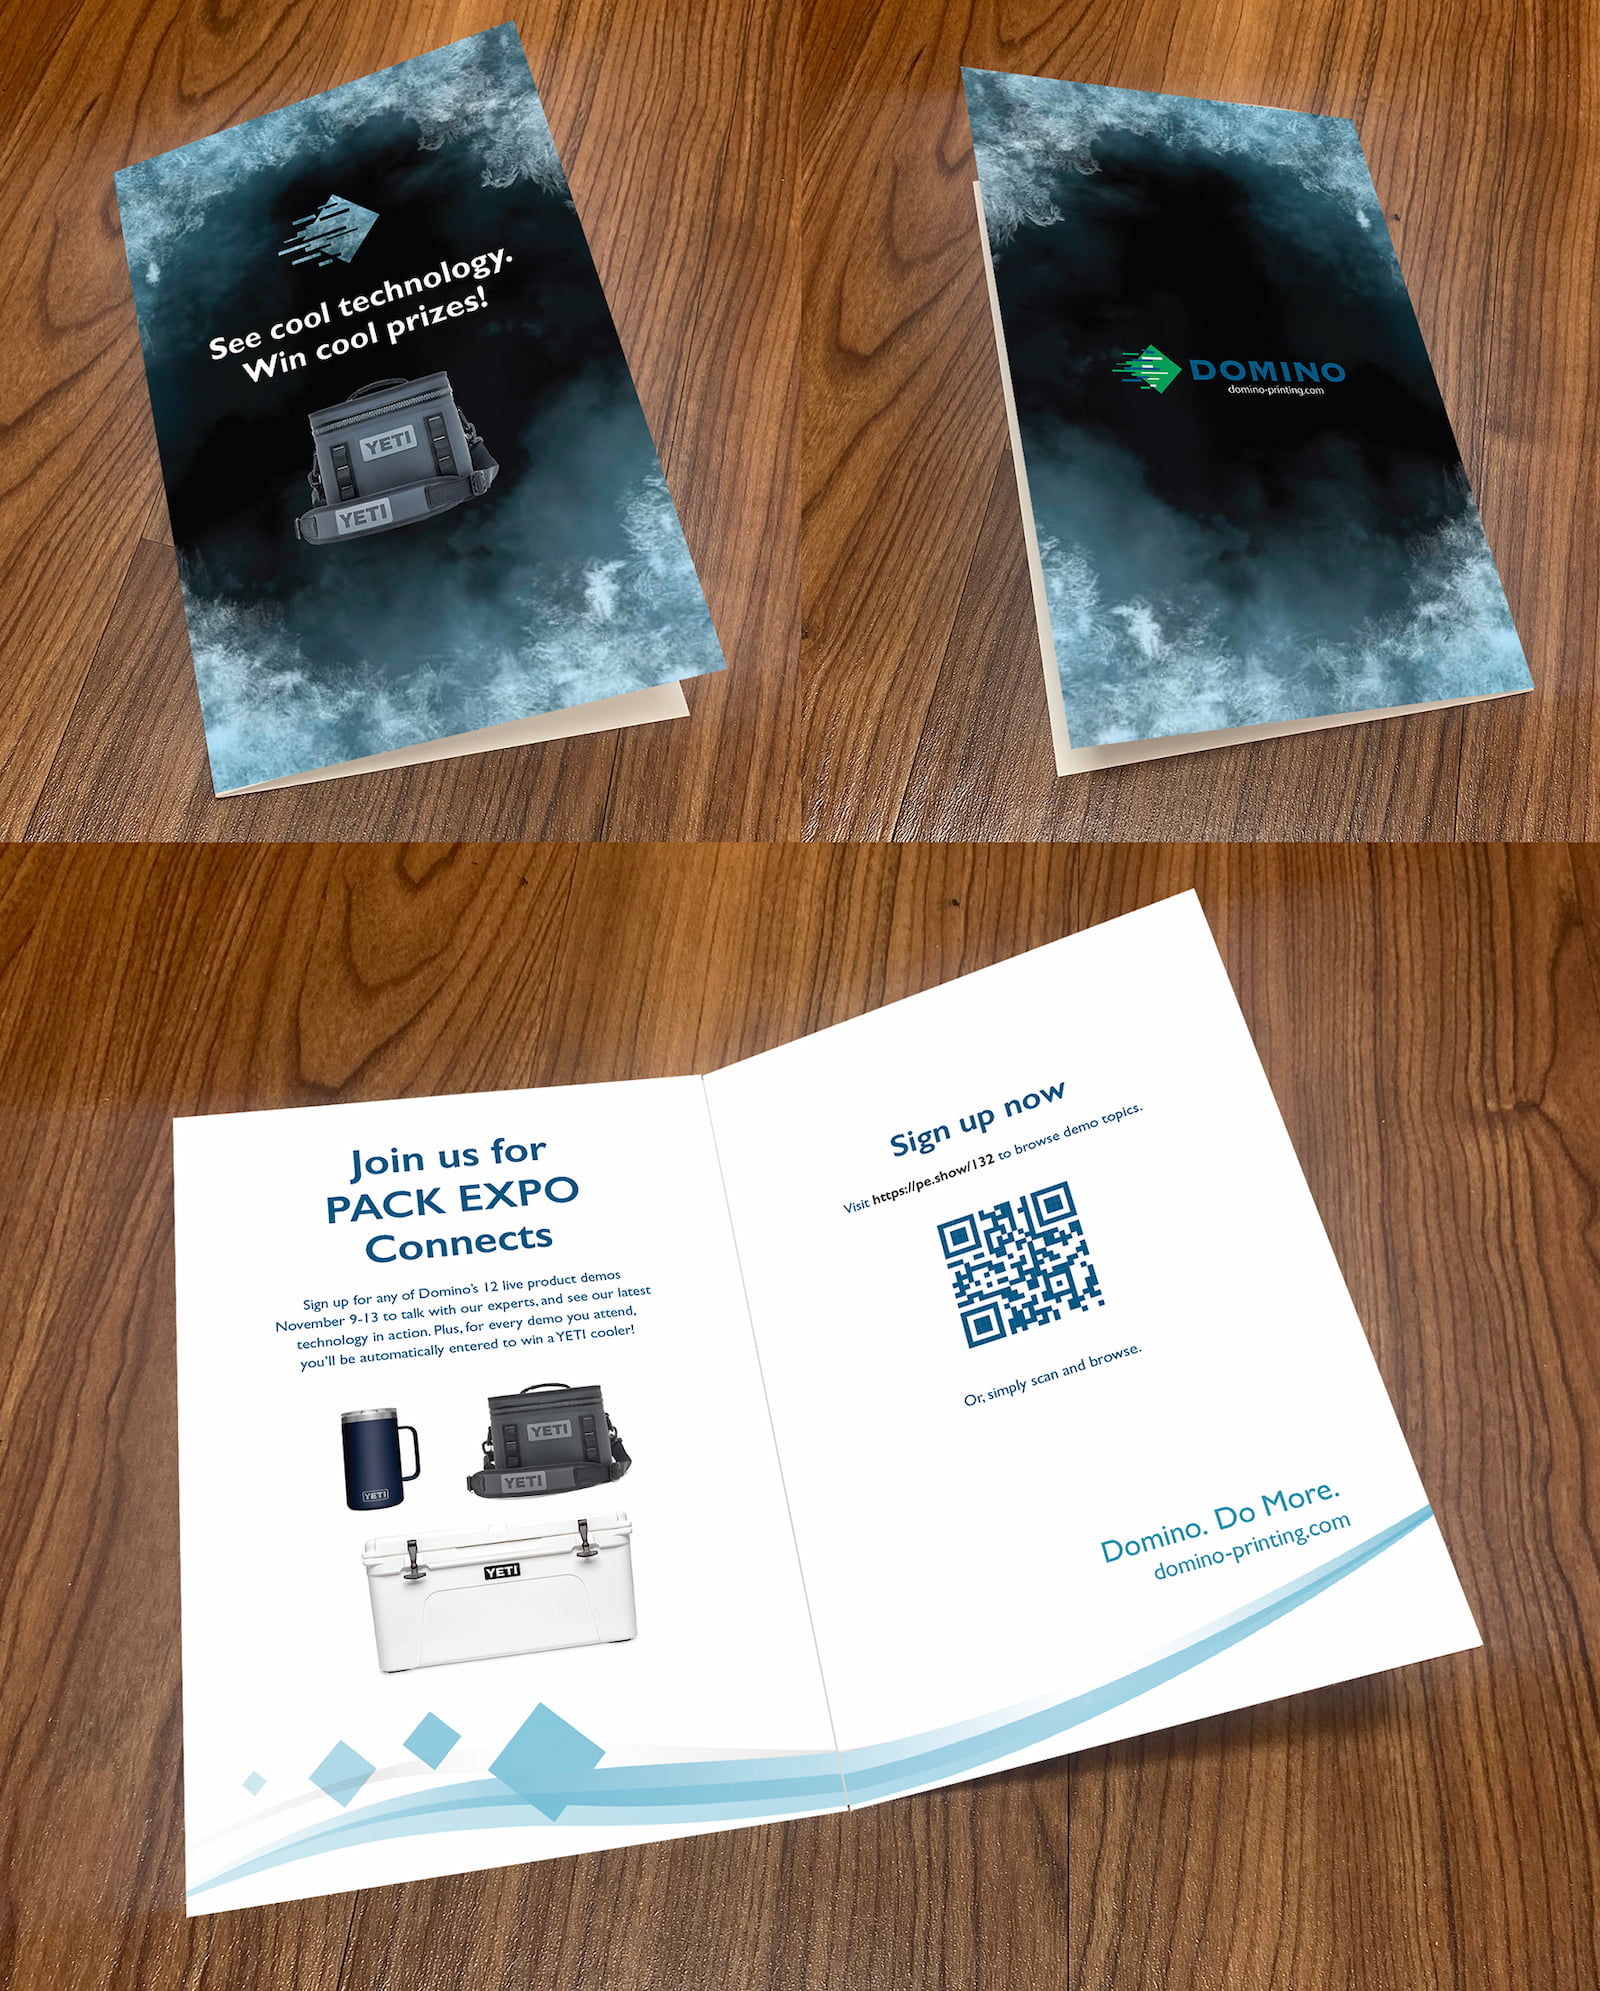 See cool technology.
Win cool prizes!
YETI
YETI
DOMINO
domino-printing.com
Join us for
PACK EXPO
Connects
Sign up for any of Domino's 12 live product demos
November 9-13 to talk with our experts, and see our latest
technology in action. Plus, for every demo you attend,
you'll be automatically entered to win a YETI cooler!
YETI
YETI
YETI
YETI
Sign up now
Visit https://pe.show/132 to browse demo topics.
Or, simply scan and browse.
Domino. Do More.
domino-printing.com